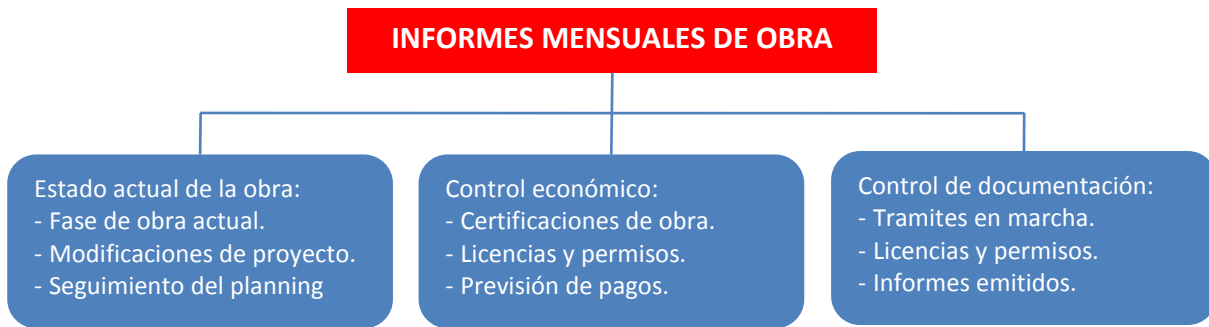 INFORMES MENSUALES DE OBRA
Estado actual de la obra:
- Fase de obra actual.
- Modificaciones de proyecto.
- Seguimiento del planning
Control económico:
- Certificaciones de obra.
- Licencias y permisos.
- Previsión de pagos.
Control de documentación:
- Tramites en marcha.
- Licencias y permisos.
- Informes emitidos.